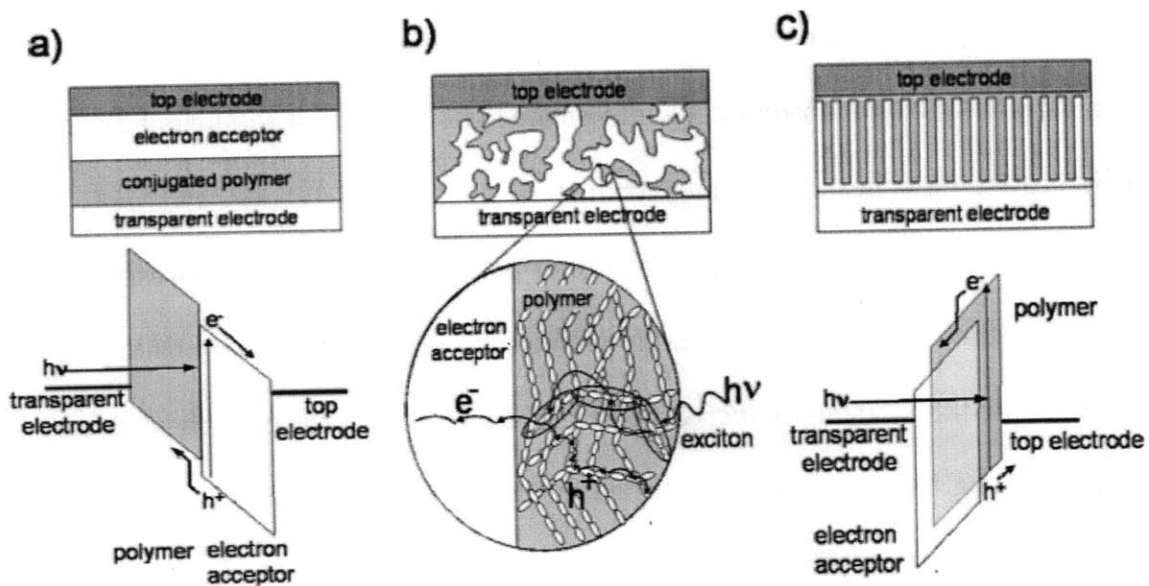 a)
top electrode
electron acceptor
conjugated polymer
transparent electrode
e-
hν
transparent
electrode
top
electrode
h+
polymer
electron
acceptor
b)
top electrode
transparent electrode
polymer
electron
acceptor
e-
hν
exciton
h+
c)
top electrode
transparent electrode
e-
polymer
hν
transparent
electrode
top electrode
h+
electron
acceptor